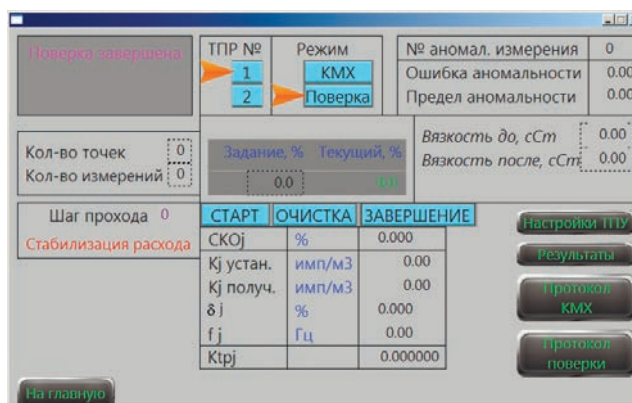 Поверка завершена
ТПР №
1
2
Режим
КМХ
Поверка
№ аномал. измерения 0
Ошибка аномальности 0.00
Предел аномальности 0.00
Кол-во точек 0
Кол-во измерений 0
Задание, % Текущий, %
0.0 0.0
Вязкость до, сСт 0.00
Вязкость после, сСт 0.00
Шаг прохода 0
Стабилизация расхода
СТАРТ ОЧИСТКА ЗАВЕРШЕНИЕ
СКОj % 0.000
Kj устан. имп/м3 0.00
Kj получ. имп/м3 0.00
δ j % 0.000
f j Гц 0.00
Ktpj 0.000000
Настройки ТПУ
Результаты
Протокол
КМХ
Протокол
поверки
На главную